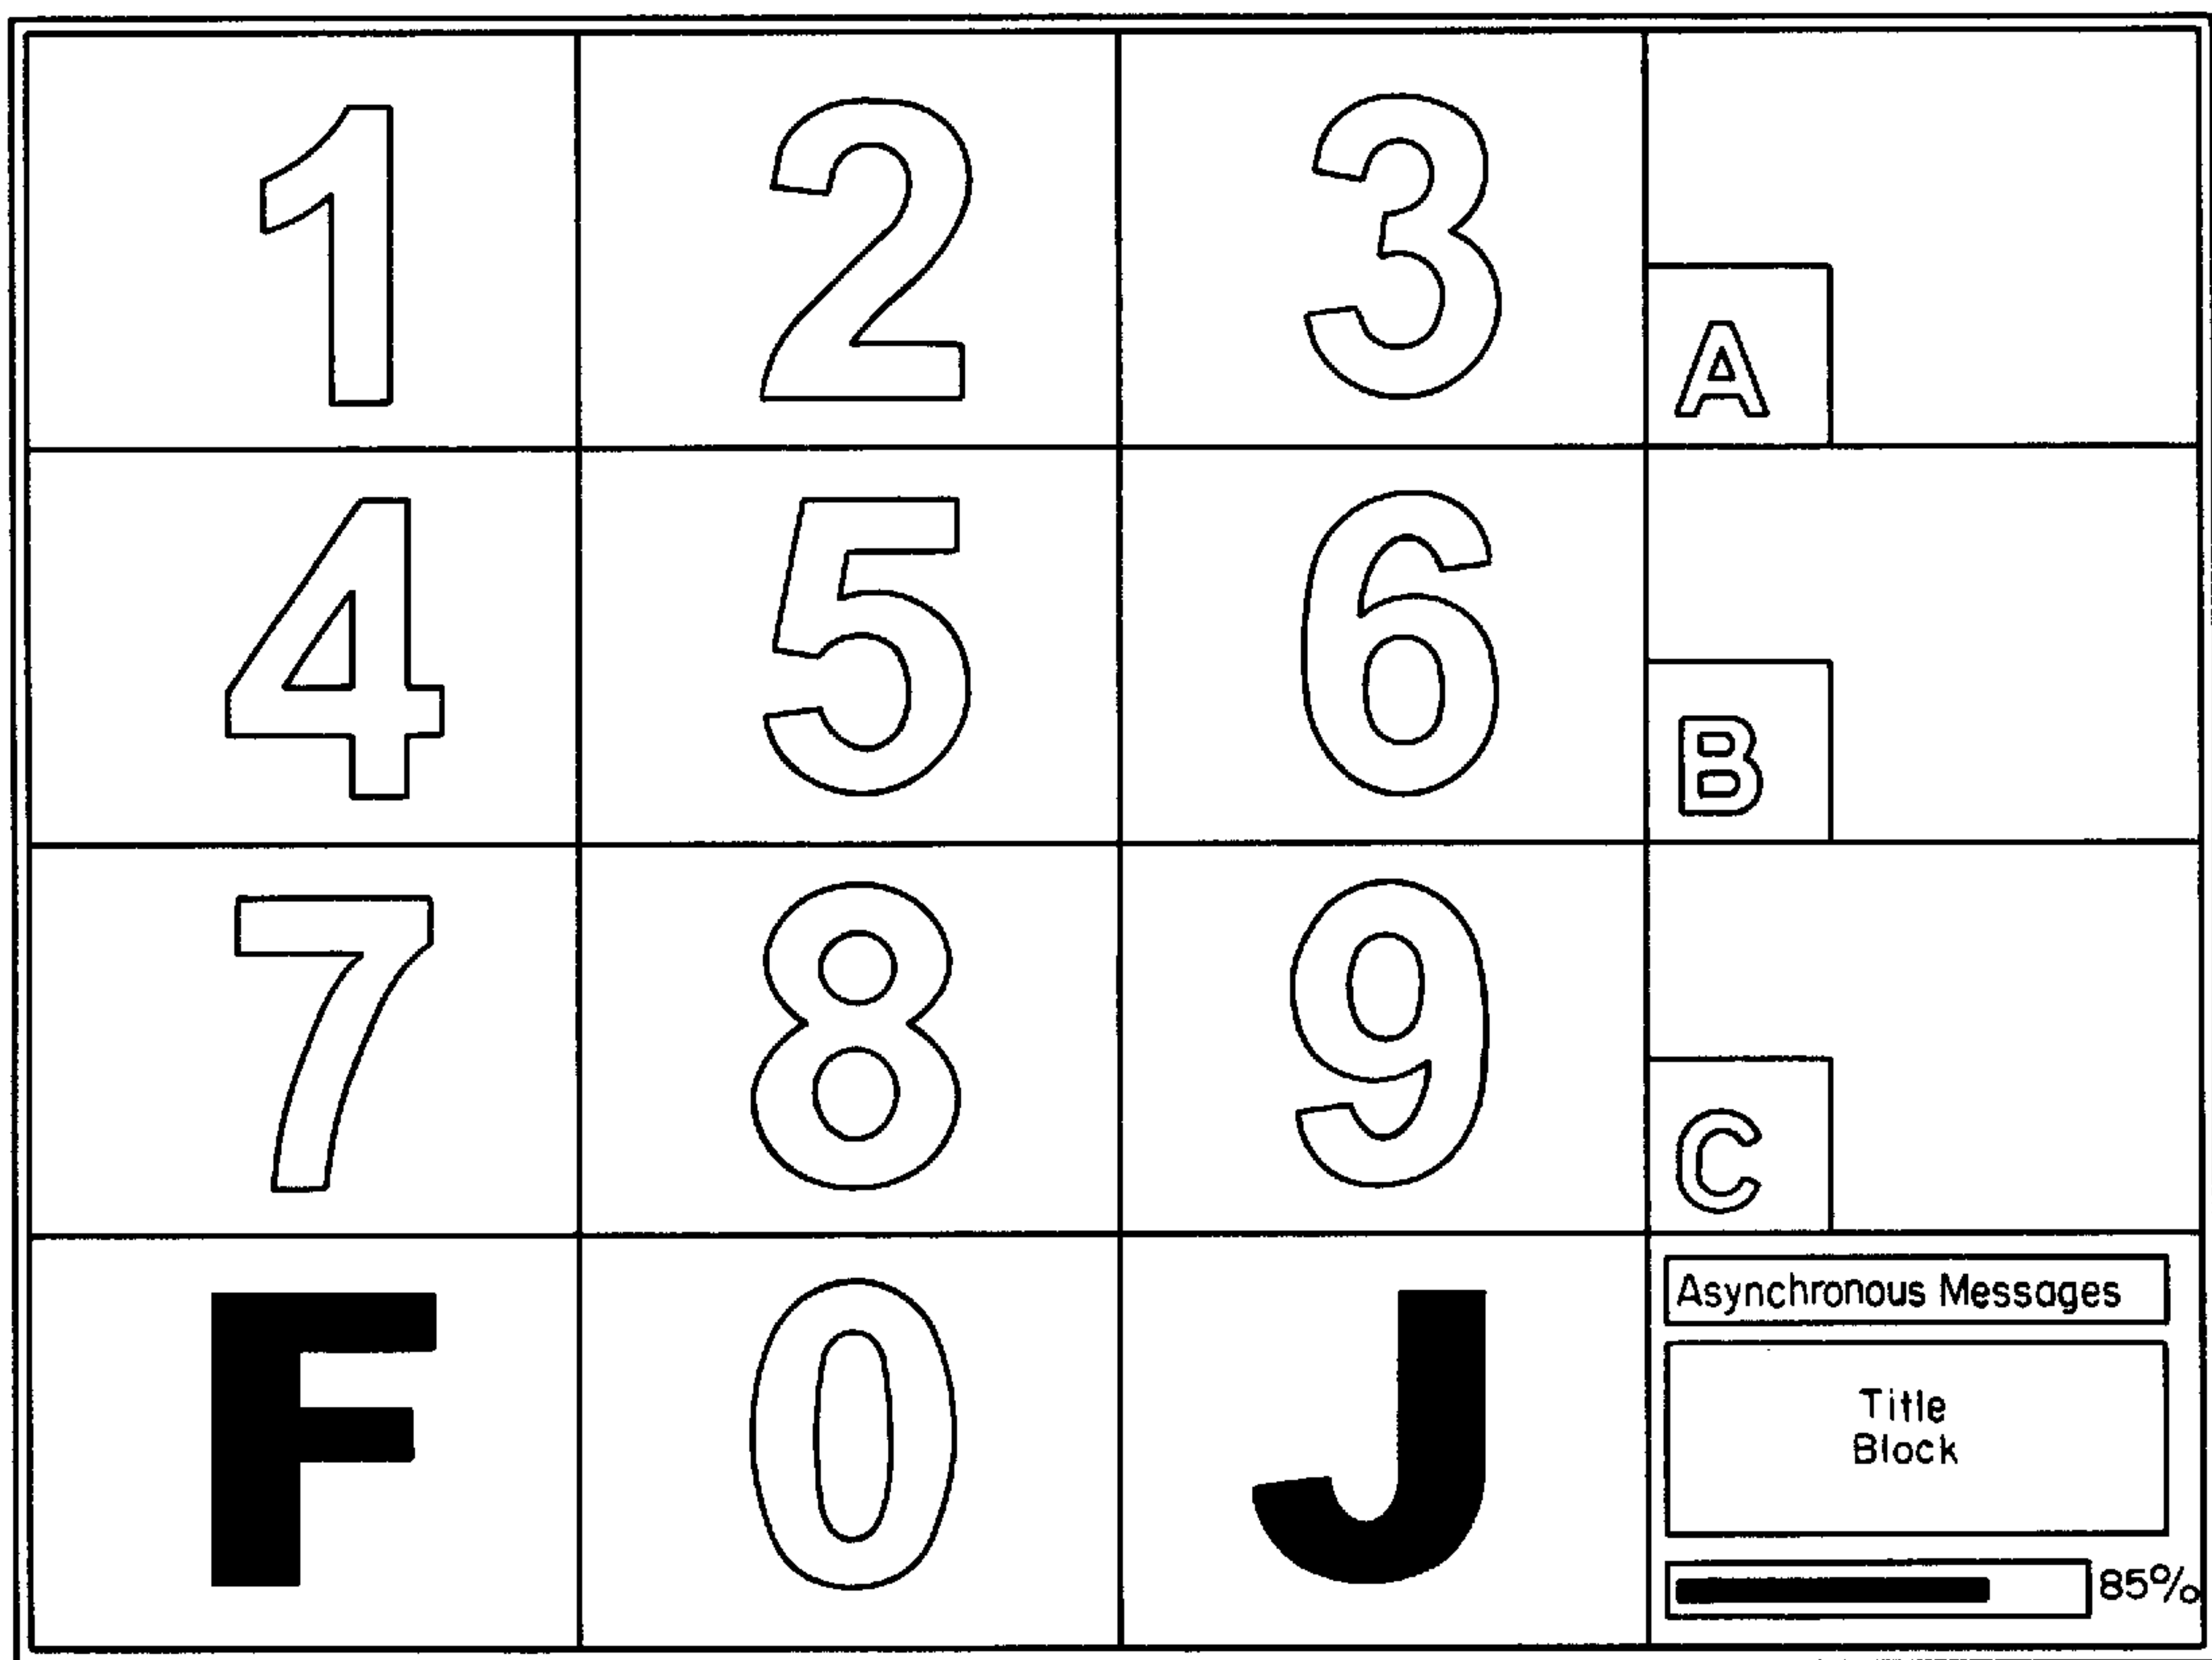 1 2 3
A
4 5 6
B
7 8 9
C
F 0 J
Asynchronous Messages
Title
Block
85%